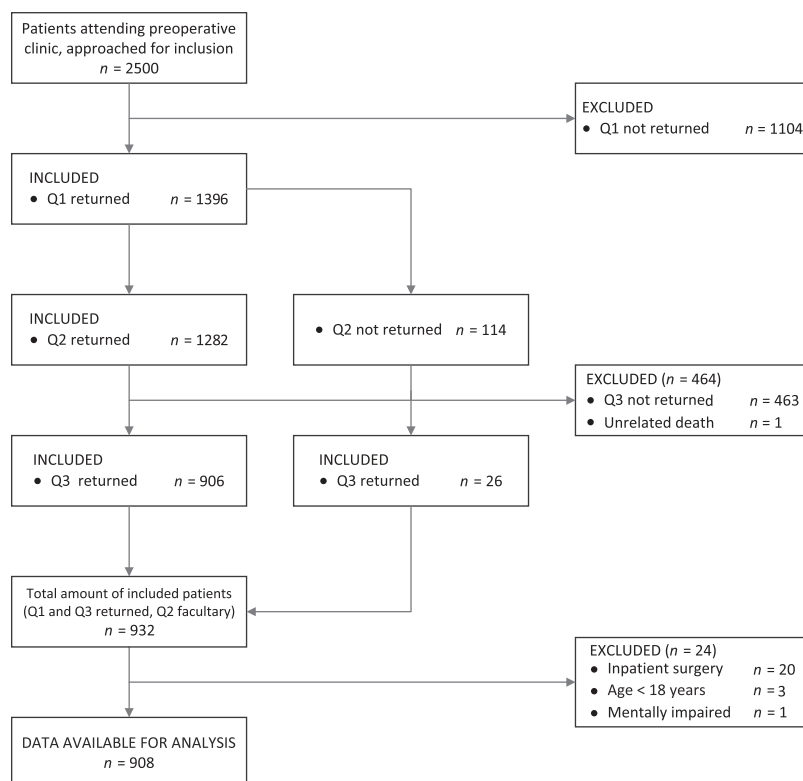 Patients attending preoperative
clinic, approached for inclusion
n = 2500
EXCLUDED
● Q1 not returned n = 1104
INCLUDED
● Q1 returned n = 1396
INCLUDED
● Q2 returned n = 1282
● Q2 not returned n = 114
EXCLUDED (n = 464)
● Q3 not returned n = 463
● Unrelated death n = 1
INCLUDED
● Q3 returned n = 906
INCLUDED
● Q3 returned n = 26
Total amount of included patients
(Q1 and Q3 returned, Q2 facultary)
n = 932
EXCLUDED (n = 24)
● Inpatient surgery n = 20
● Age < 18 years n = 3
● Mentally impaired n = 1
DATA AVAILABLE FOR ANALYSIS
n = 908